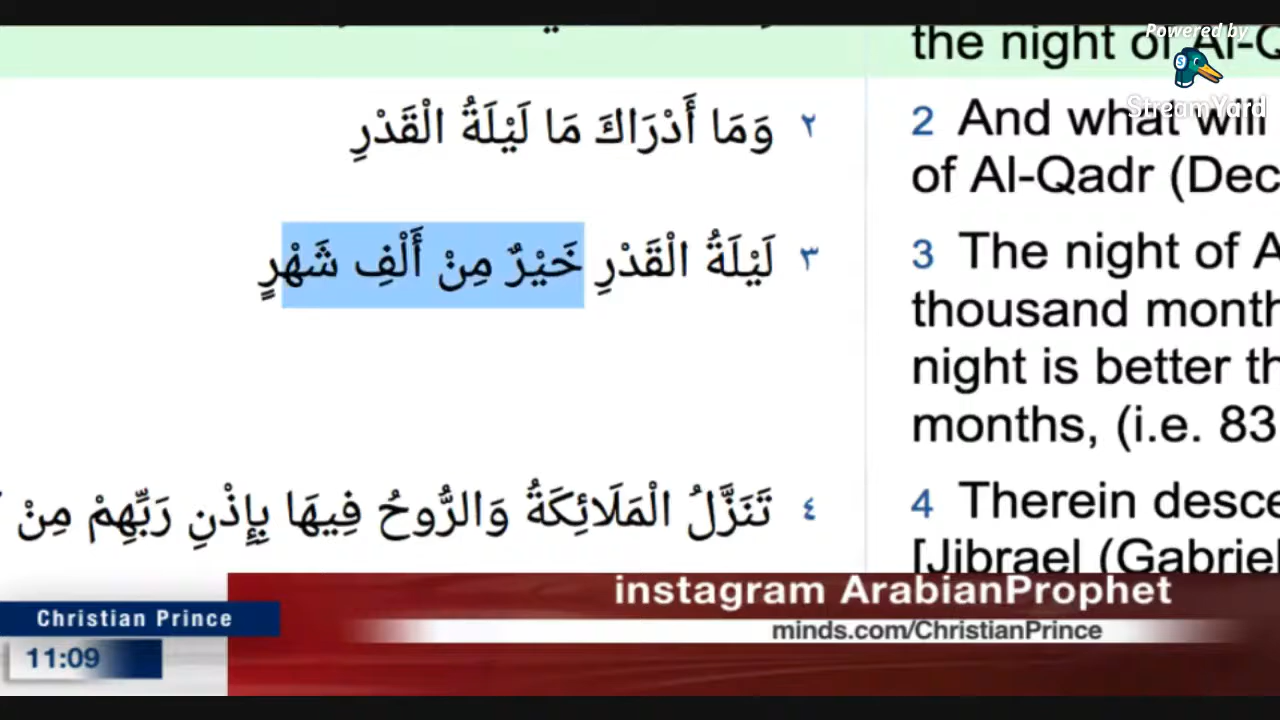 Powered by
StreamYard
the night of Al-Q
٢ وَمَا أَدْرَاكَ مَا لَيْلَةُ الْقَدْرِ
2 And what will
of Al-Qadr (Dec
٣ لَيْلَةُ الْقَدْرِ خَيْرٌ مِنْ أَلْفِ شَهْرٍ
3 The night of A
thousand month
night is better th
months, (i.e. 83
٤ تَنَزَّلُ الْمَلَائِكَةُ وَالرُّوحُ فِيهَا بِإِذْنِ رَبِّهِمْ مِنْ
4 Therein desce
[Jibrael (Gabriel
instagram ArabianProphet
minds.com/ChristianPrince
Christian Prince
11:09